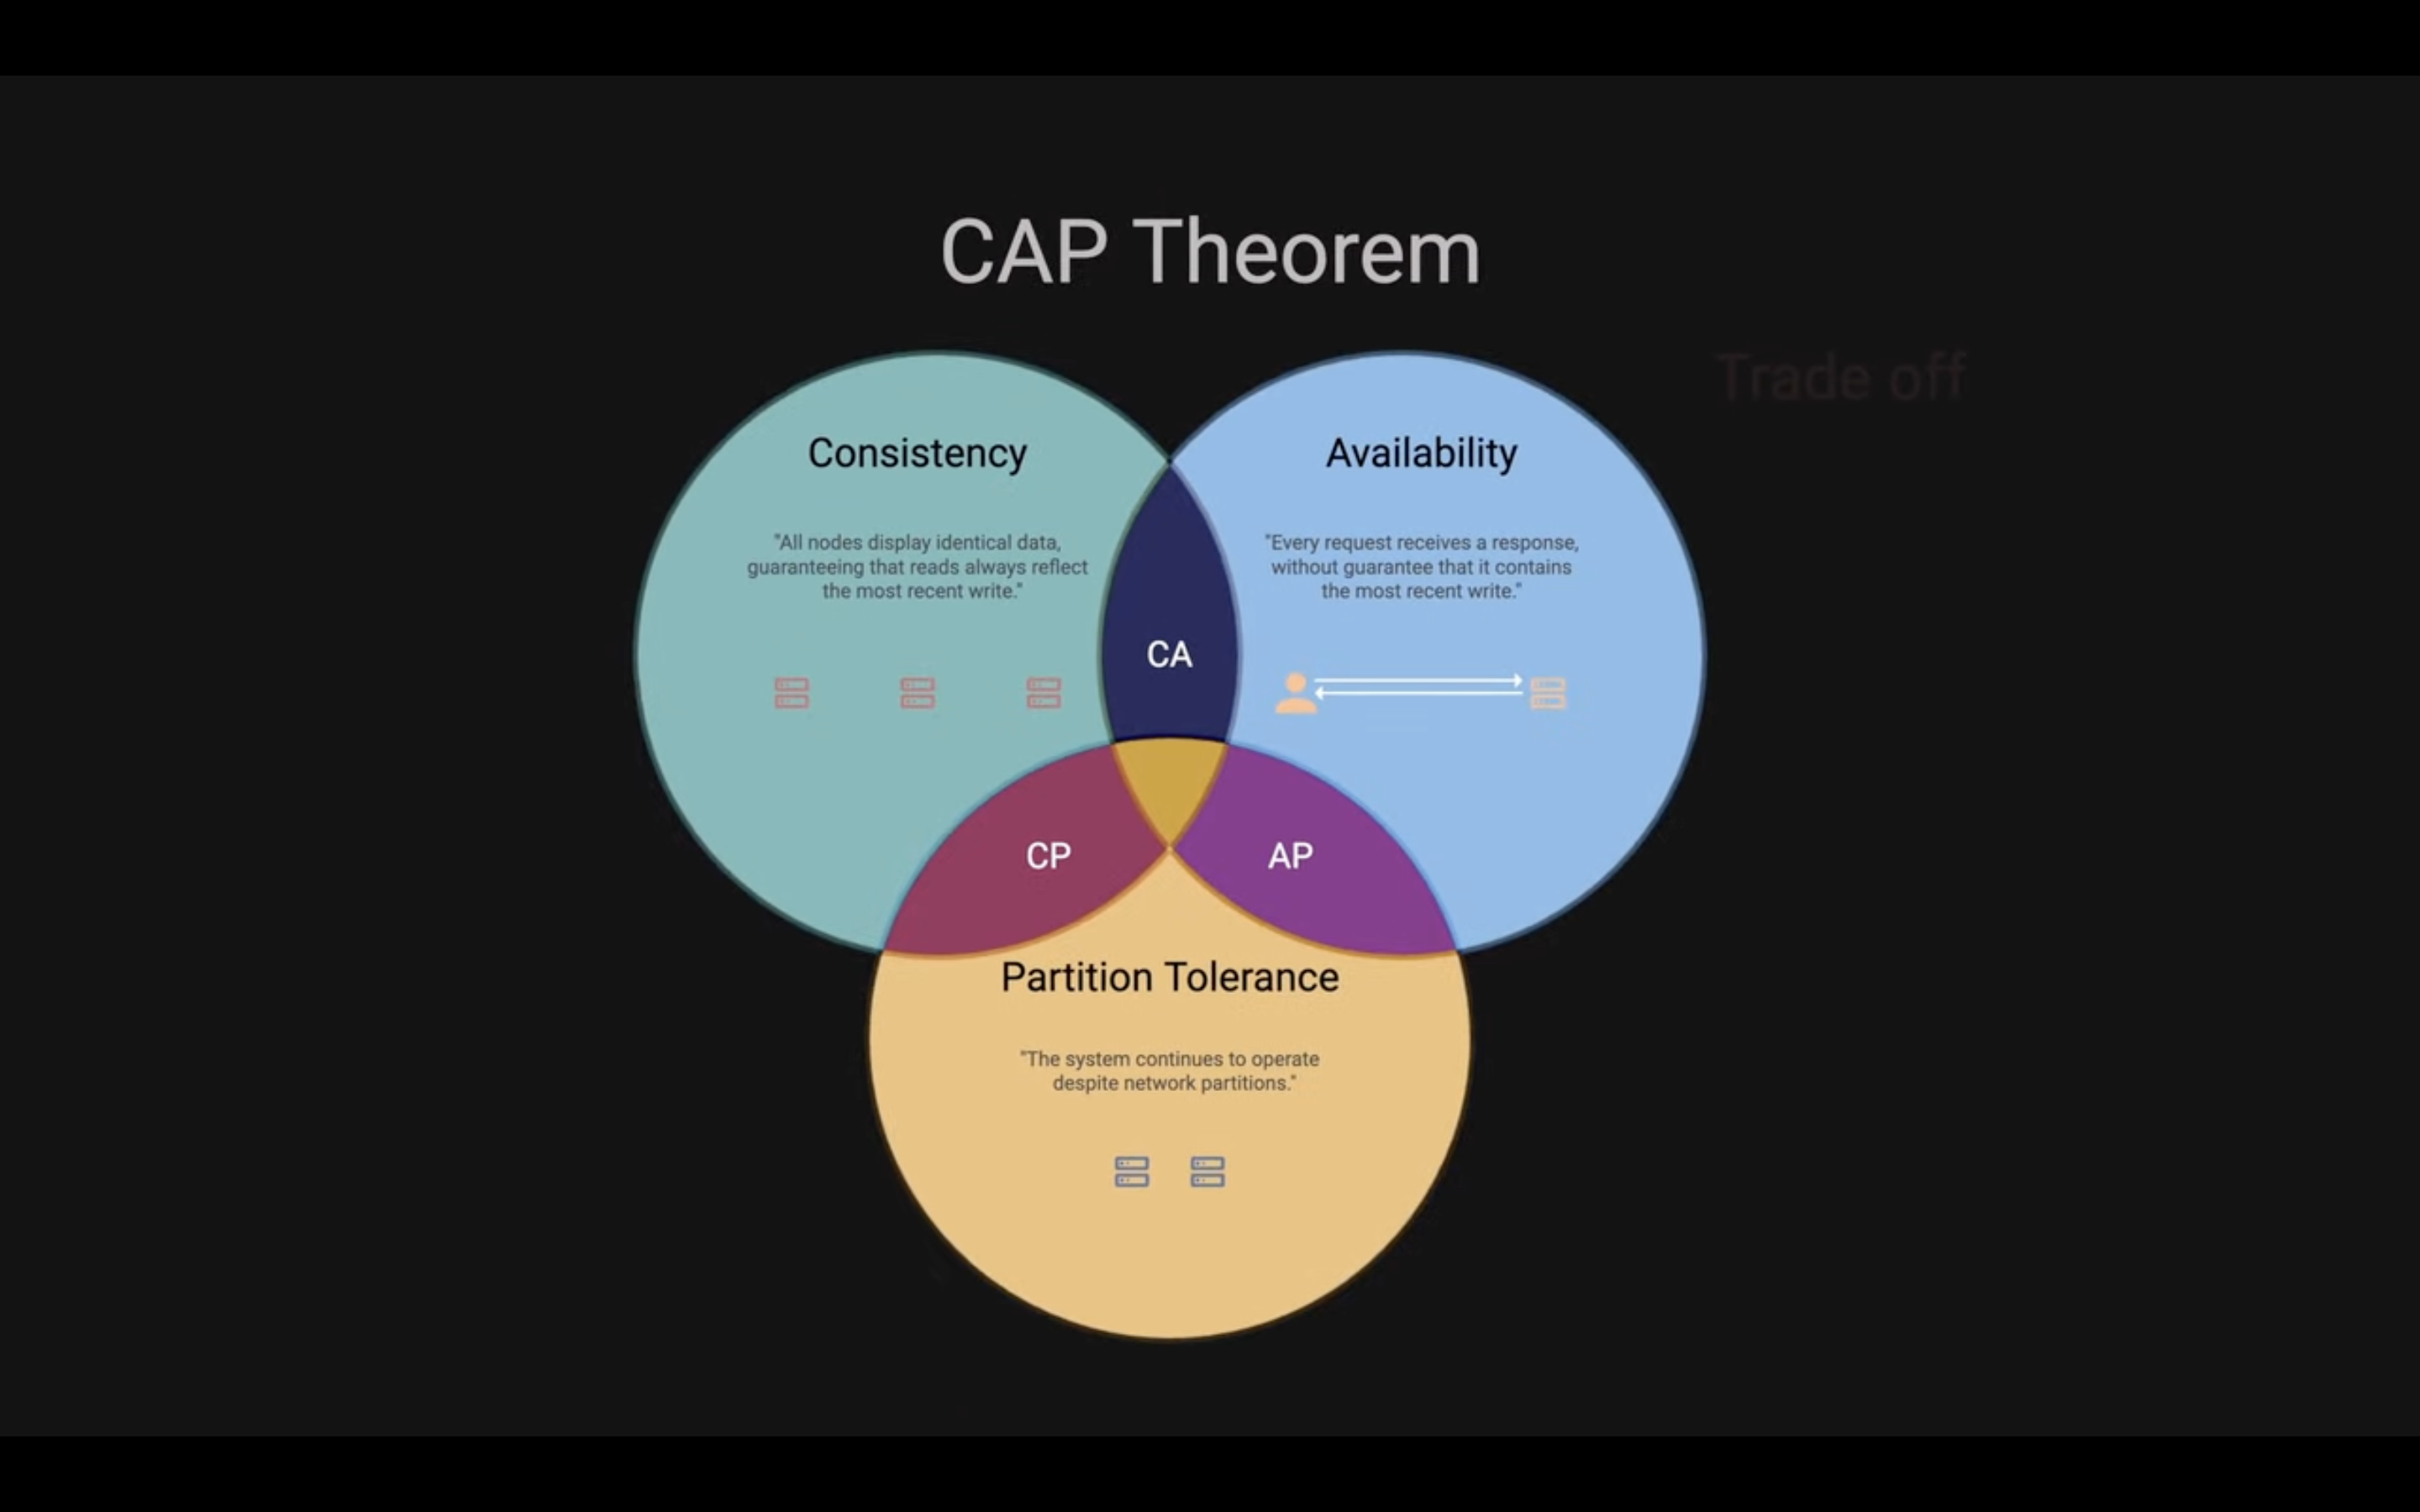 CAP Theorem
Trade off
Consistency
"All nodes display identical data,
guaranteeing that reads always reflect
the most recent write."
Availability
"Every request receives a response,
without guarantee that it contains
the most recent write."
CA
CP
AP
Partition Tolerance
"The system continues to operate
despite network partitions."